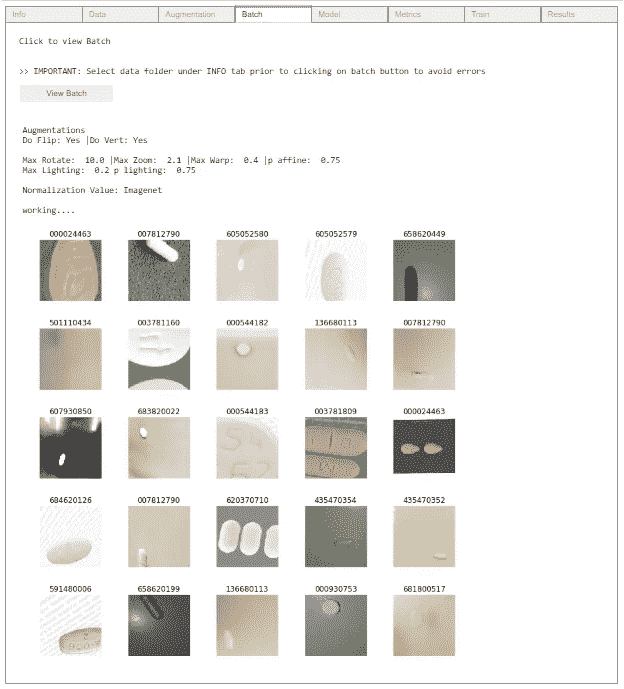 Info Data Augmentation Batch Model Metrics Train Results
Click to view Batch
>> IMPORTANT: Select data folder under INFO tab prior to clicking on batch button to avoid errors
View Batch
Augmentations
Do Flip: Yes |Do Vert: Yes
Max Rotate: 10.0 |Max Zoom: 2.1 |Max Warp: 0.4 |p affine: 0.75
Max Lighting: 0.2 p lighting: 0.75
Normalization Value: Imagenet
working....
000024463 007812790 605052580 605052579 658620449
501110434 003781160 000544182 136680113 007812790
607930850 683820022 000544183 003781809 000024463
684620126 007812790 620370710 435470354 435470352
591480006 658620199 136680113 000930753 681800517